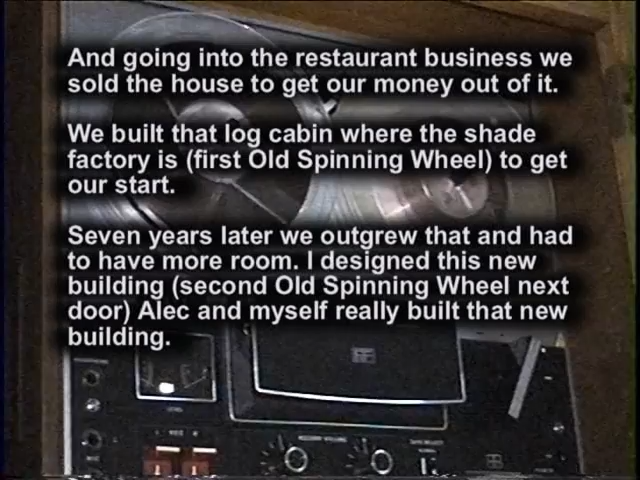 And going into the restaurant business we
sold the house to get our money out of it.
We built that log cabin where the shade
factory is (first Old Spinning Wheel) to get
our start.
Seven years later we outgrew that and had
to have more room. I designed this new
building (second Old Spinning Wheel next
door) Alec and myself really built that new
building.